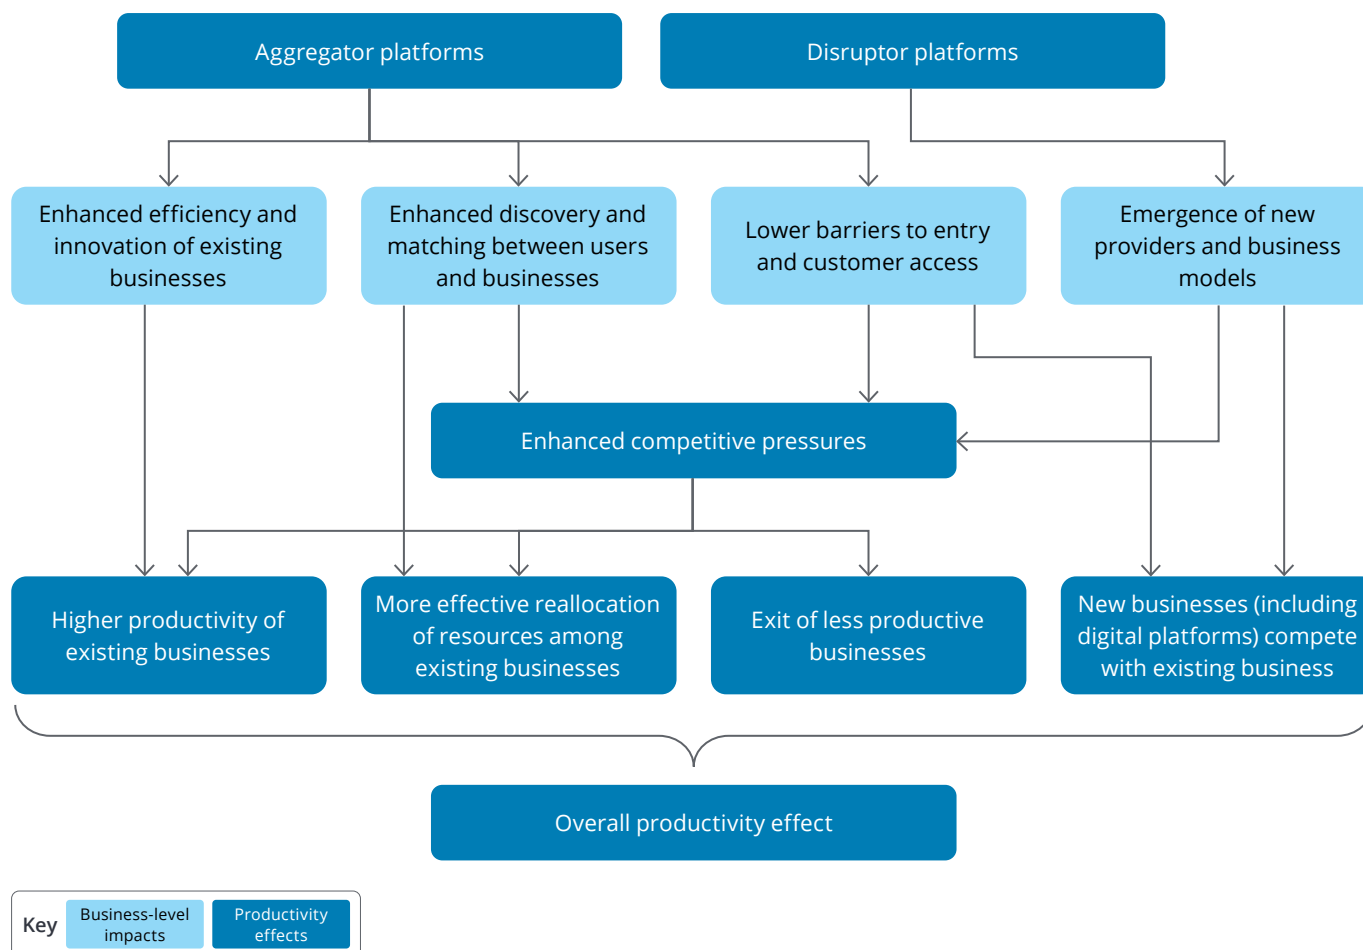 Aggregator platforms
Disruptor platforms
Enhanced efficiency and
innovation of existing
businesses
Enhanced discovery and
matching between users
and businesses
Lower barriers to entry
and customer access
Emergence of new
providers and business
models
Enhanced competitive pressures
Higher productivity of
existing businesses
More effective reallocation
of resources among
existing businesses
Exit of less productive
businesses
New businesses (including
digital platforms) compete
with existing business
Overall productivity effect
Key
Business-level
impacts
Productivity
effects